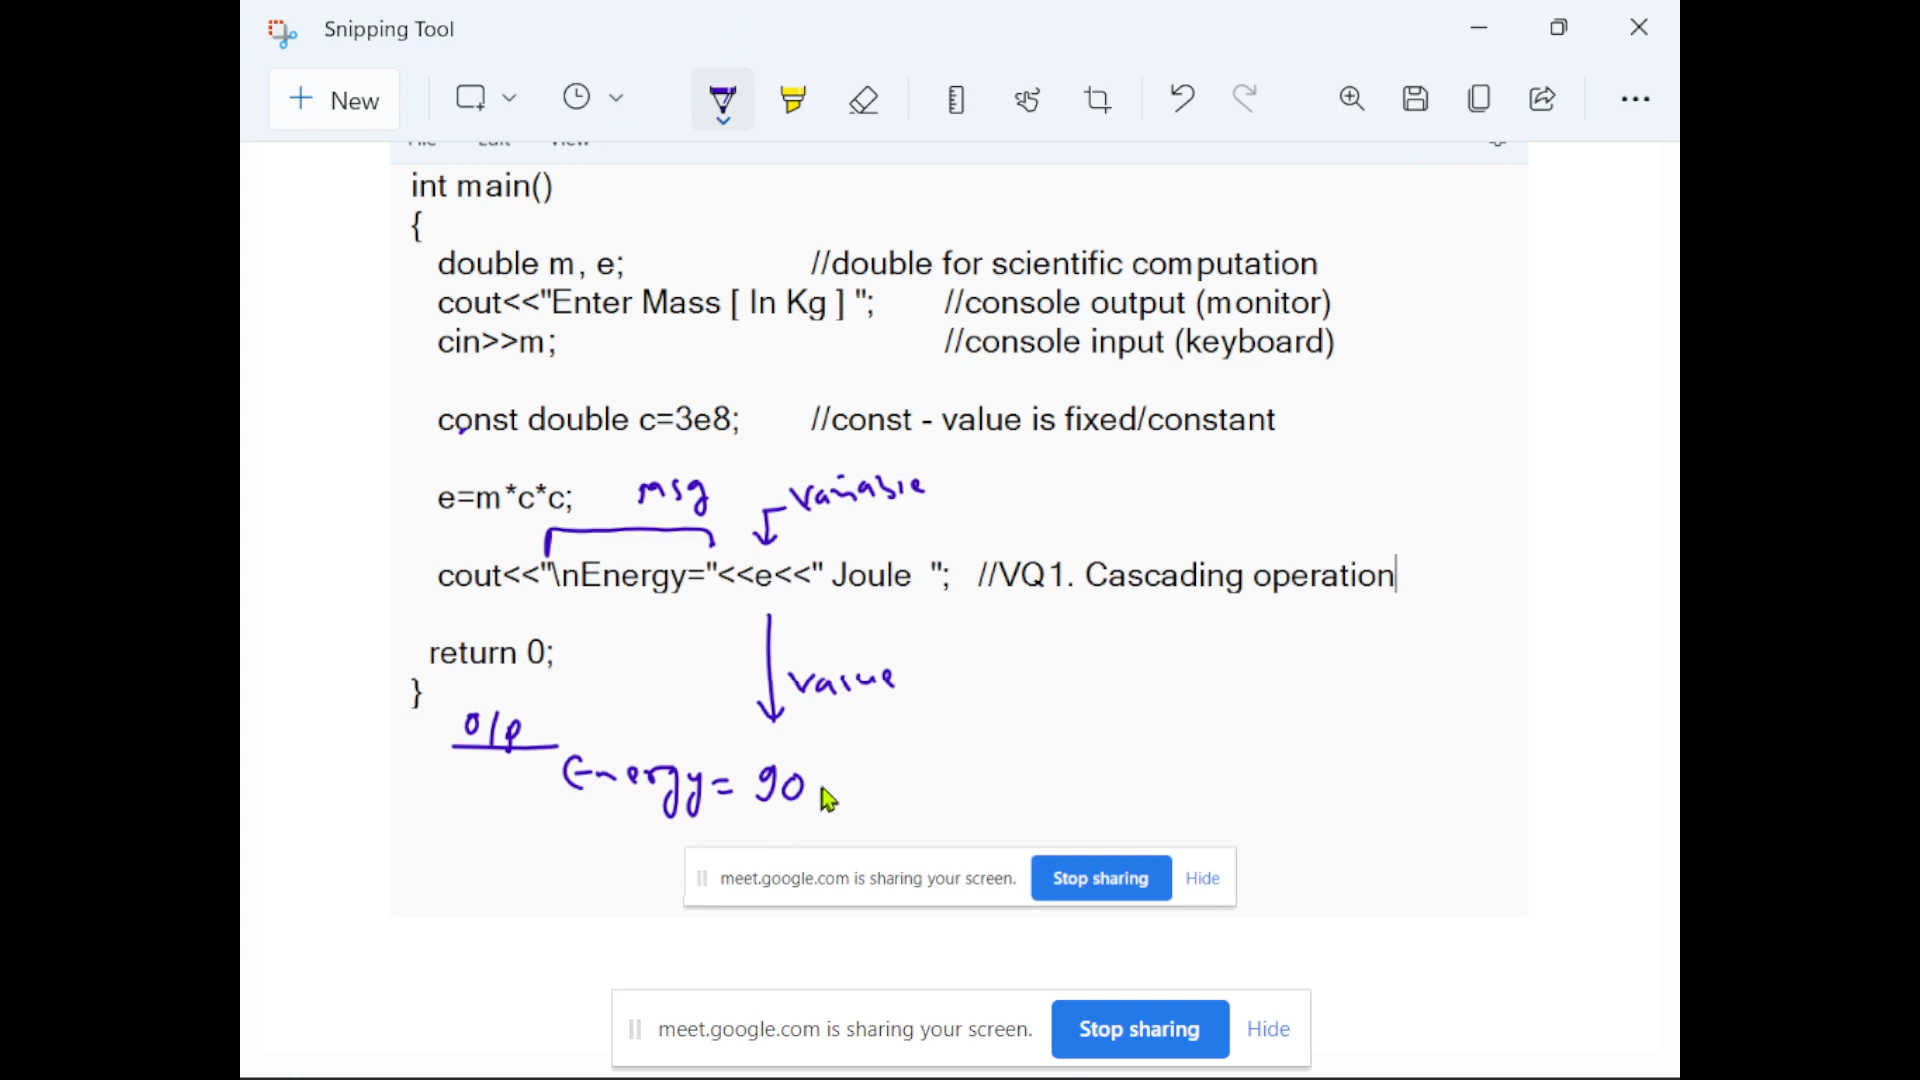 Snipping Tool
New
File Edit View
int main()
{
double m, e; //double for scientific computation
cout<<"Enter Mass [ In Kg ] "; //console output (monitor)
cin>>m; //console input (keyboard)
const double c=3e8; //const - value is fixed/constant
e=m*c*c; msg variable
cout<<"\nEnergy="<<e<<" Joule "; //VQ1. Cascading operation
return 0;
value
}
O/P
Energy= 90
meet.google.com is sharing your screen. Stop sharing Hide
meet.google.com is sharing your screen. Stop sharing Hide